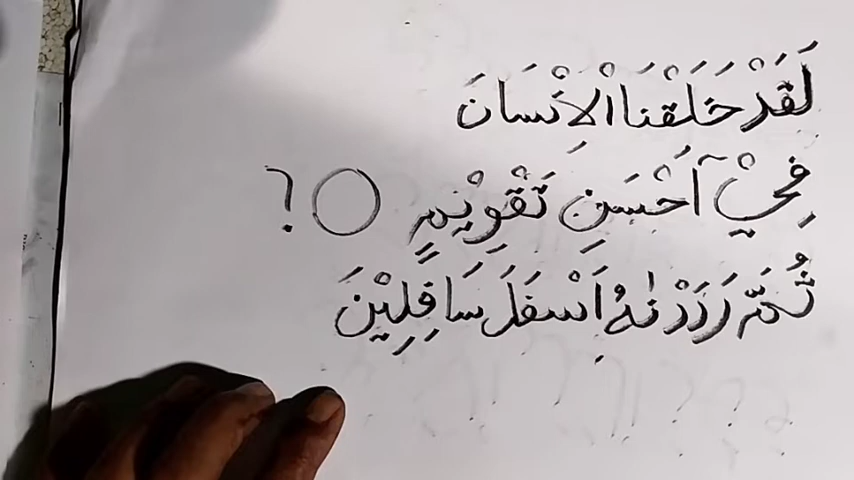 لَقَدْ خَلَقْنَا الْاِنْسَانَ
فِيْ آَحْسَنِ تَقْوِيْمٍ ○ ?
ثُمَّ رَدَدْنٰهُ اَسْفَلَ سَافِلِيْنَ